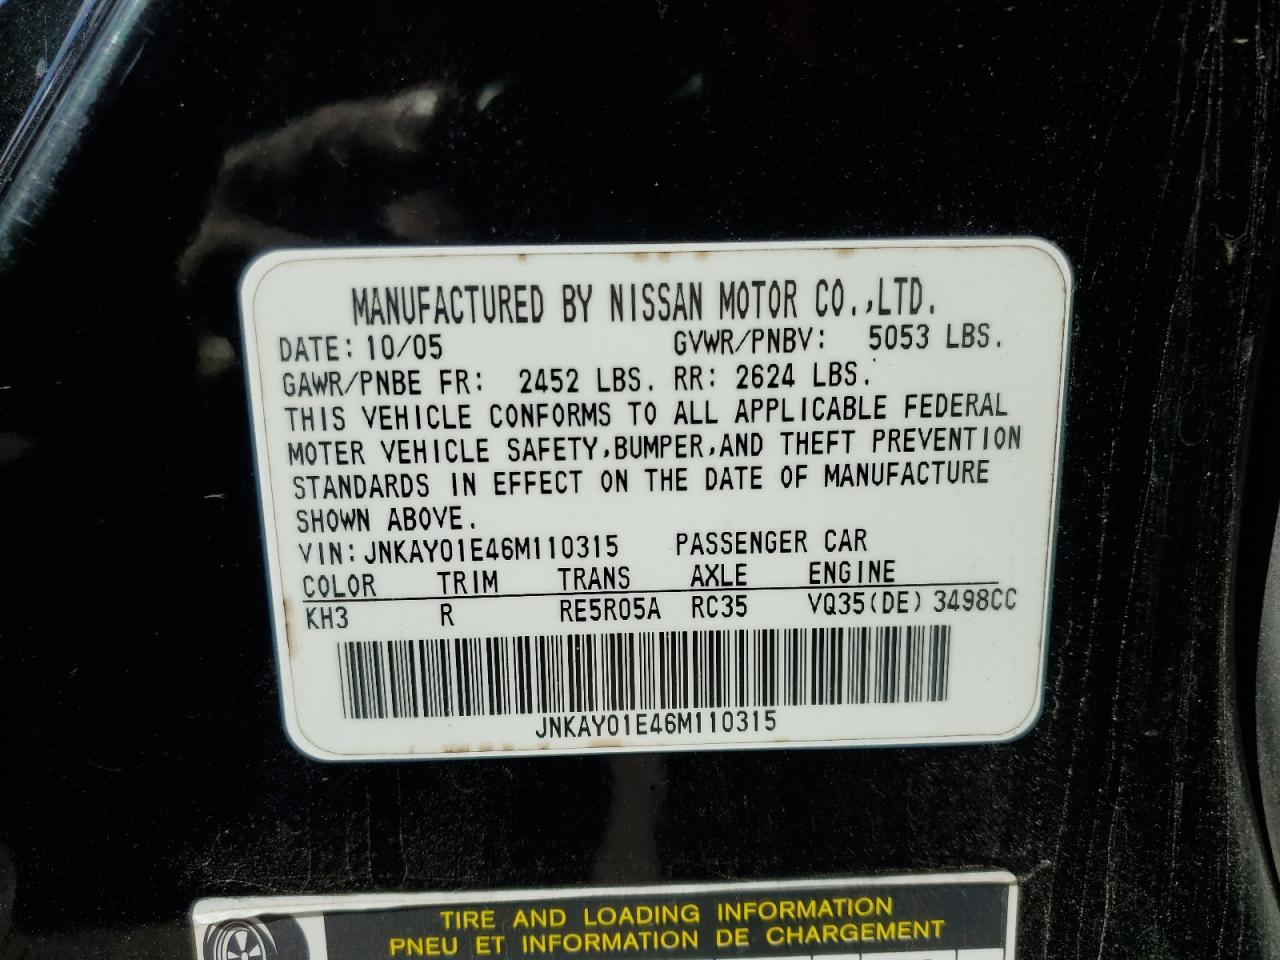 MANUFACTURED BY NISSAN MOTOR CO.,LTD.
DATE: 10/05 GVWR/PNBV: 5053 LBS.
GAWR/PNBE FR: 2452 LBS. RR: 2624 LBS.
THIS VEHICLE CONFORMS TO ALL APPLICABLE FEDERAL
MOTER VEHICLE SAFETY,BUMPER,AND THEFT PREVENTION
STANDARDS IN EFFECT ON THE DATE OF MANUFACTURE
SHOWN ABOVE.
VIN: JNKAY01E46M110315 PASSENGER CAR
COLOR TRIM TRANS AXLE ENGINE
KH3 R RE5R05A RC35 VQ35(DE) 3498CC
JNKAY01E46M110315
TIRE AND LOADING INFORMATION
PNEU ET INFORMATION DE CHARGEMENT